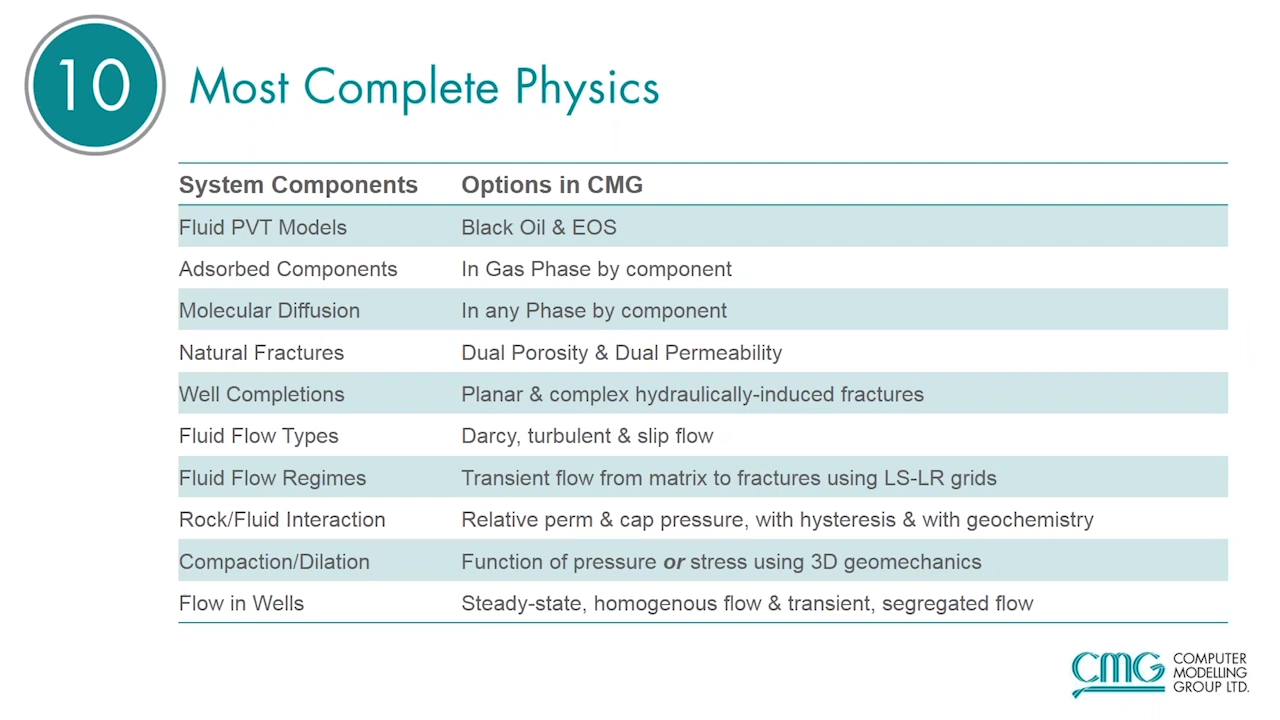 10
Most Complete Physics
System Components Options in CMG
Fluid PVT Models Black Oil & EOS
Adsorbed Components In Gas Phase by component
Molecular Diffusion In any Phase by component
Natural Fractures Dual Porosity & Dual Permeability
Well Completions Planar & complex hydraulically-induced fractures
Fluid Flow Types Darcy, turbulent & slip flow
Fluid Flow Regimes Transient flow from matrix to fractures using LS-LR grids
Rock/Fluid Interaction Relative perm & cap pressure, with hysteresis & with geochemistry
Compaction/Dilation Function of pressure or stress using 3D geomechanics
Flow in Wells Steady-state, homogenous flow & transient, segregated flow
CMG
COMPUTER
MODELLING
GROUP LTD.